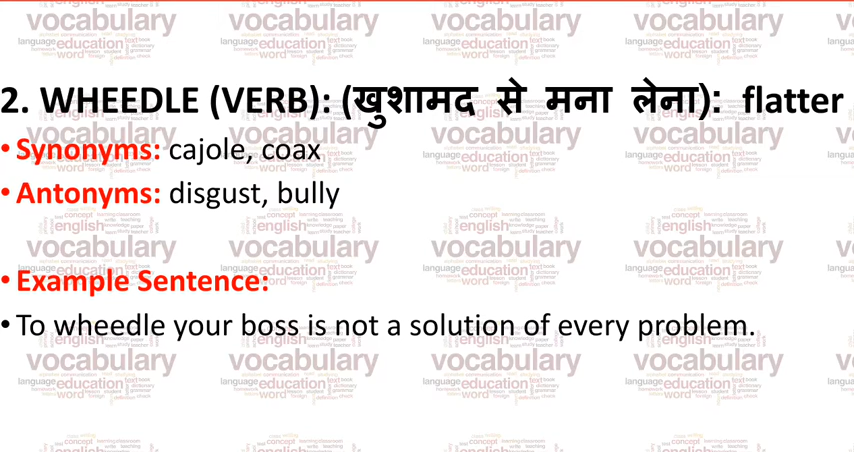 2. WHEEDLE (VERB): (खुशामद से मना लेना): flatter
• Synonyms: cajole, coax
• Antonyms: disgust, bully
• Example Sentence:
• To wheedle your boss is not a solution of every problem.